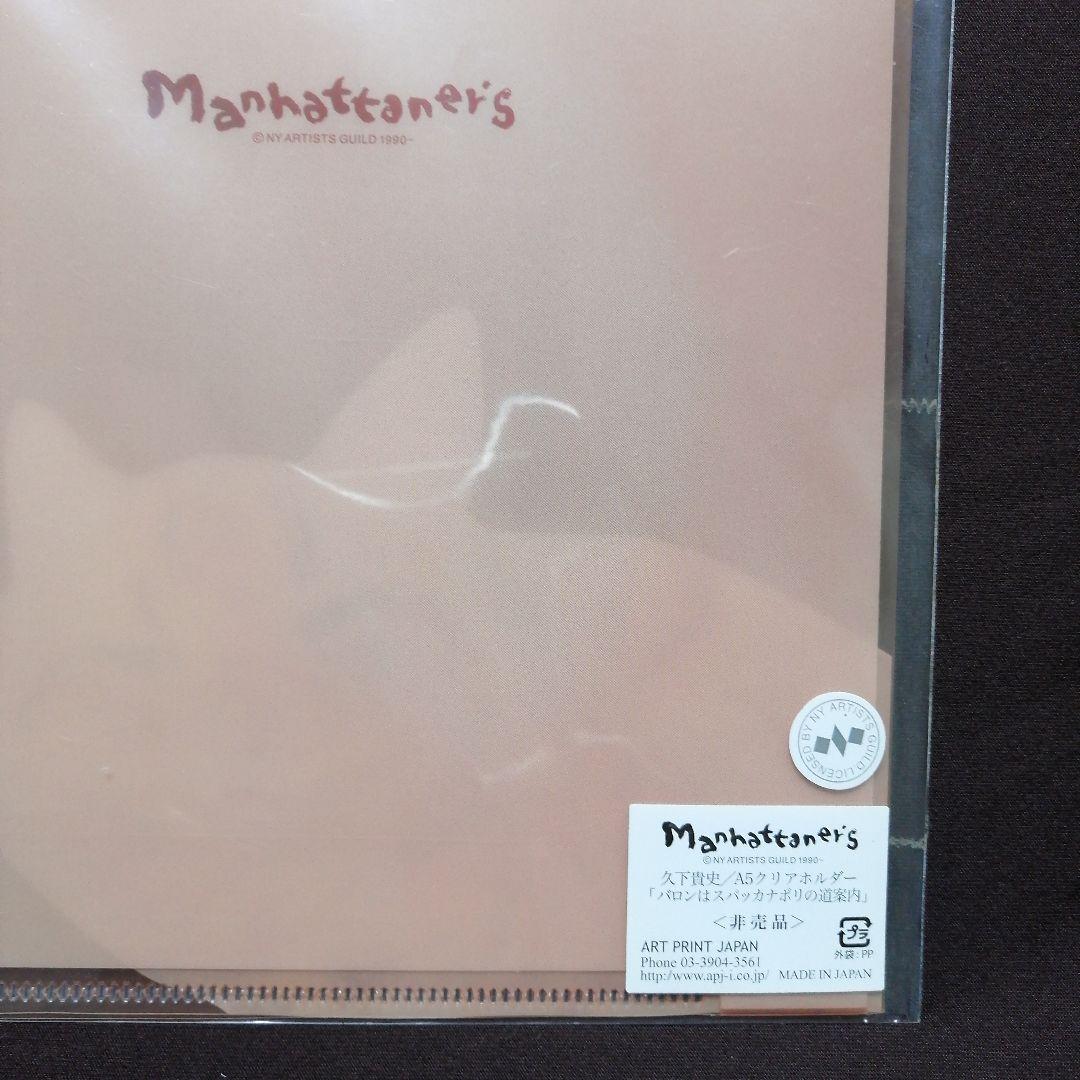 Manhattaner's
©NY ARTISTS GUILD 1990~
LICENSED BY NY ARTISTS GUILD
Manhattaner's
©NY ARTISTS GUILD 1990~
久下貴史/A5クリアホルダー
「バロンはスパッカナポリの道案内」
<非売品>
プラ
外袋:PP
ART PRINT JAPAN
Phone 03-3904-3561
http://www.apj-i.co.jp/ MADE IN JAPAN